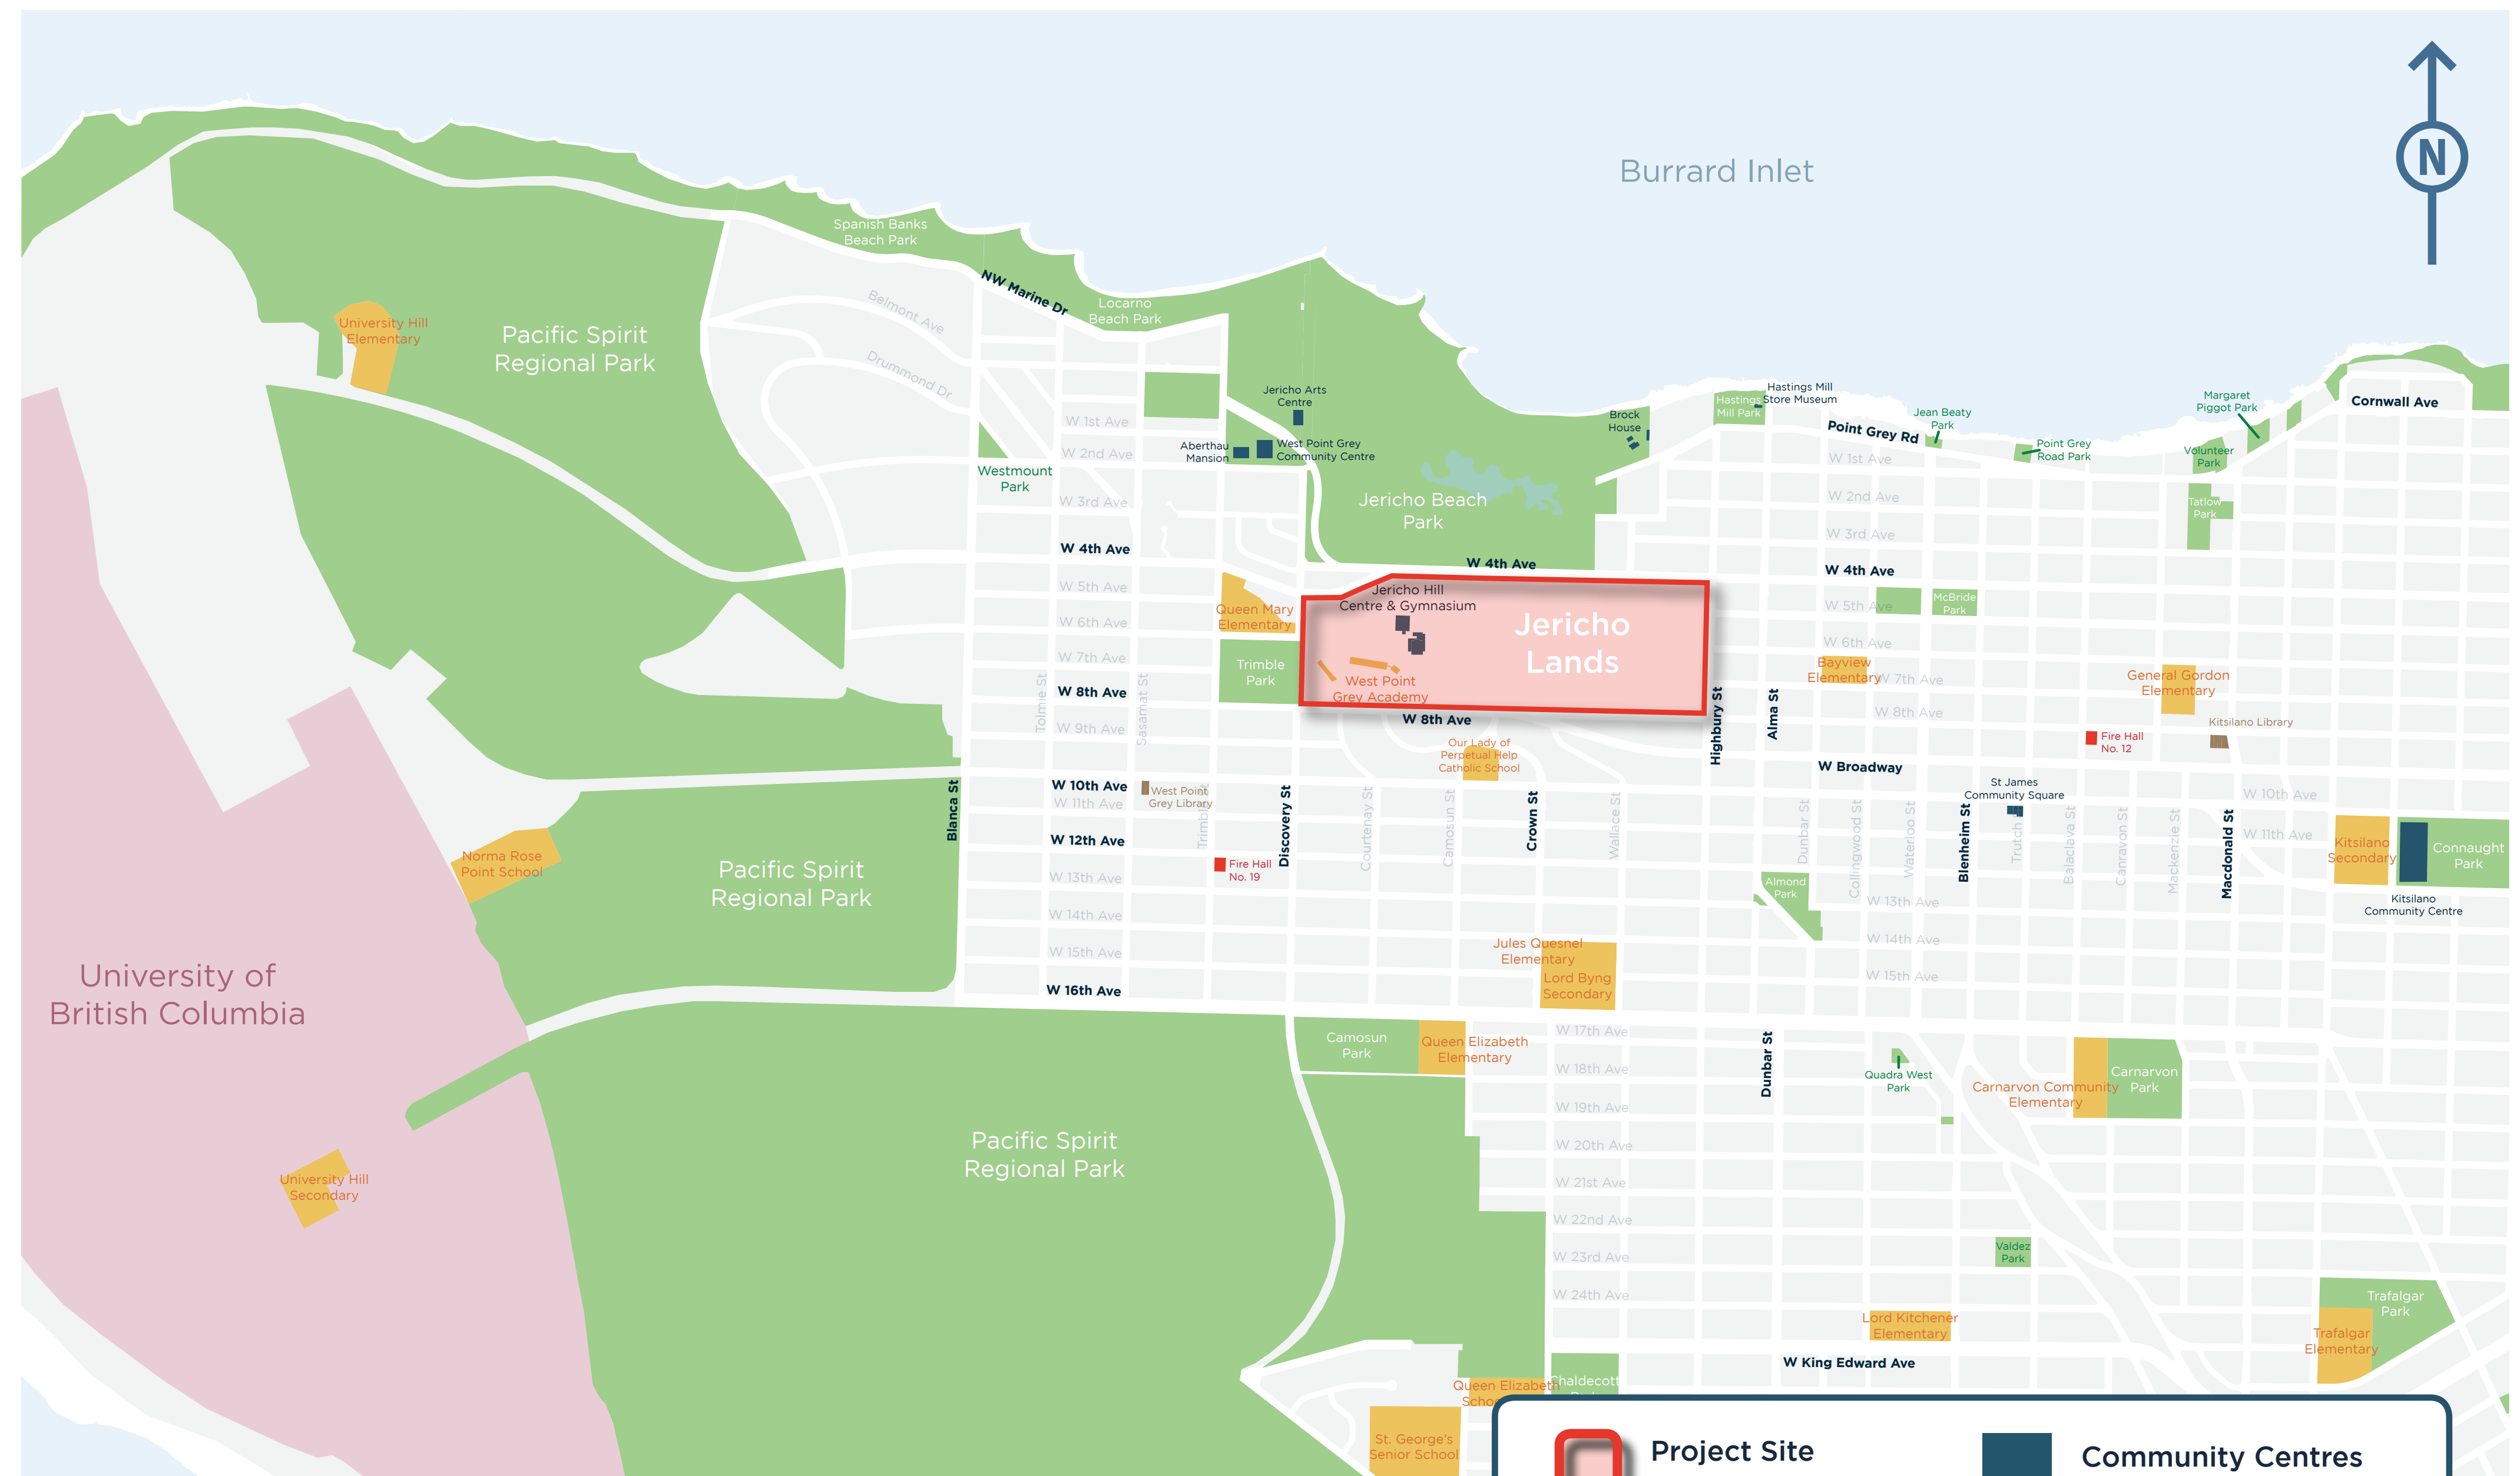 Burrard Inlet
N
Spanish Banks
Beach Park
NW Marine Dr
Belmont Ave
Locarno
Beach Park
University Hill
Elementary
Pacific Spirit
Regional Park
Drummond Dr
Jericho Arts
Centre
Hastings Mill
Store Museum
Hastings
Mill Park
Brock
House
Jean Beaty
Park
Margaret
Piggot Park
Cornwall Ave
W 1st Ave
Aberthau
Mansion
West Point Grey
Community Centre
Point Grey Rd
Point Grey
Road Park
Volunteer
Park
W 2nd Ave
W 1st Ave
Westmount
Park
W 3rd Ave
Jericho Beach
Park
W 2nd Ave
Tatlow
Park
W 3rd Ave
W 4th Ave
W 4th Ave
W 4th Ave
W 5th Ave
Jericho Hill
Centre & Gymnasium
Queen Mary
Elementary
W 5th Ave
McBride
Park
W 6th Ave
Jericho
Lands
W 6th Ave
W 7th Ave
Trimble
Park
West Point
Grey Academy
Bayview
Elementary
W 7th Ave
General Gordon
Elementary
W 8th Ave
W 8th Ave
W 8th Ave
Tolmie St
Sasamat St
Highbury St
Alma St
Kitsilano Library
W 9th Ave
Our Lady of
Perpetual Help
Catholic School
Fire Hall
No. 12
W Broadway
W 10th Ave
West Point
Grey Library
St James
Community Square
W 10th Ave
W 11th Ave
W 11th Ave
Blanca St
Discovery St
Courtenay St
Camosun St
Crown St
Wallace St
Dunbar St
Collingwood St
Waterloo St
Blenheim St
Trutch
Balaclava St
Mackenzie St
Macdonald St
W 12th Ave
Kitsilano
Secondary
Connaught
Park
Norma Rose
Point School
Pacific Spirit
Regional Park
Fire Hall
No. 19
W 13th Ave
Almond
Park
W 13th Ave
Kitsilano
Community Centre
W 14th Ave
W 14th Ave
Jules Quesnel
Elementary
W 15th Ave
Lord Byng
Secondary
W 15th Ave
University of
British Columbia
W 16th Ave
Camosun
Park
Queen Elizabeth
Elementary
W 17th Ave
W 18th Ave
Dunbar St
Quadra West
Park
Carnarvon Community
Elementary
Carnarvon
Park
W 19th Ave
Pacific Spirit
Regional Park
W 20th Ave
University Hill
Secondary
W 21st Ave
W 22nd Ave
W 23rd Ave
Valdez
Park
W 24th Ave
Trafalgar
Park
Lord Kitchener
Elementary
Trafalgar
Elementary
W King Edward Ave
Queen Elizabeth
Chaldecott
St. George's
Senior School
Project Site
Community Centres